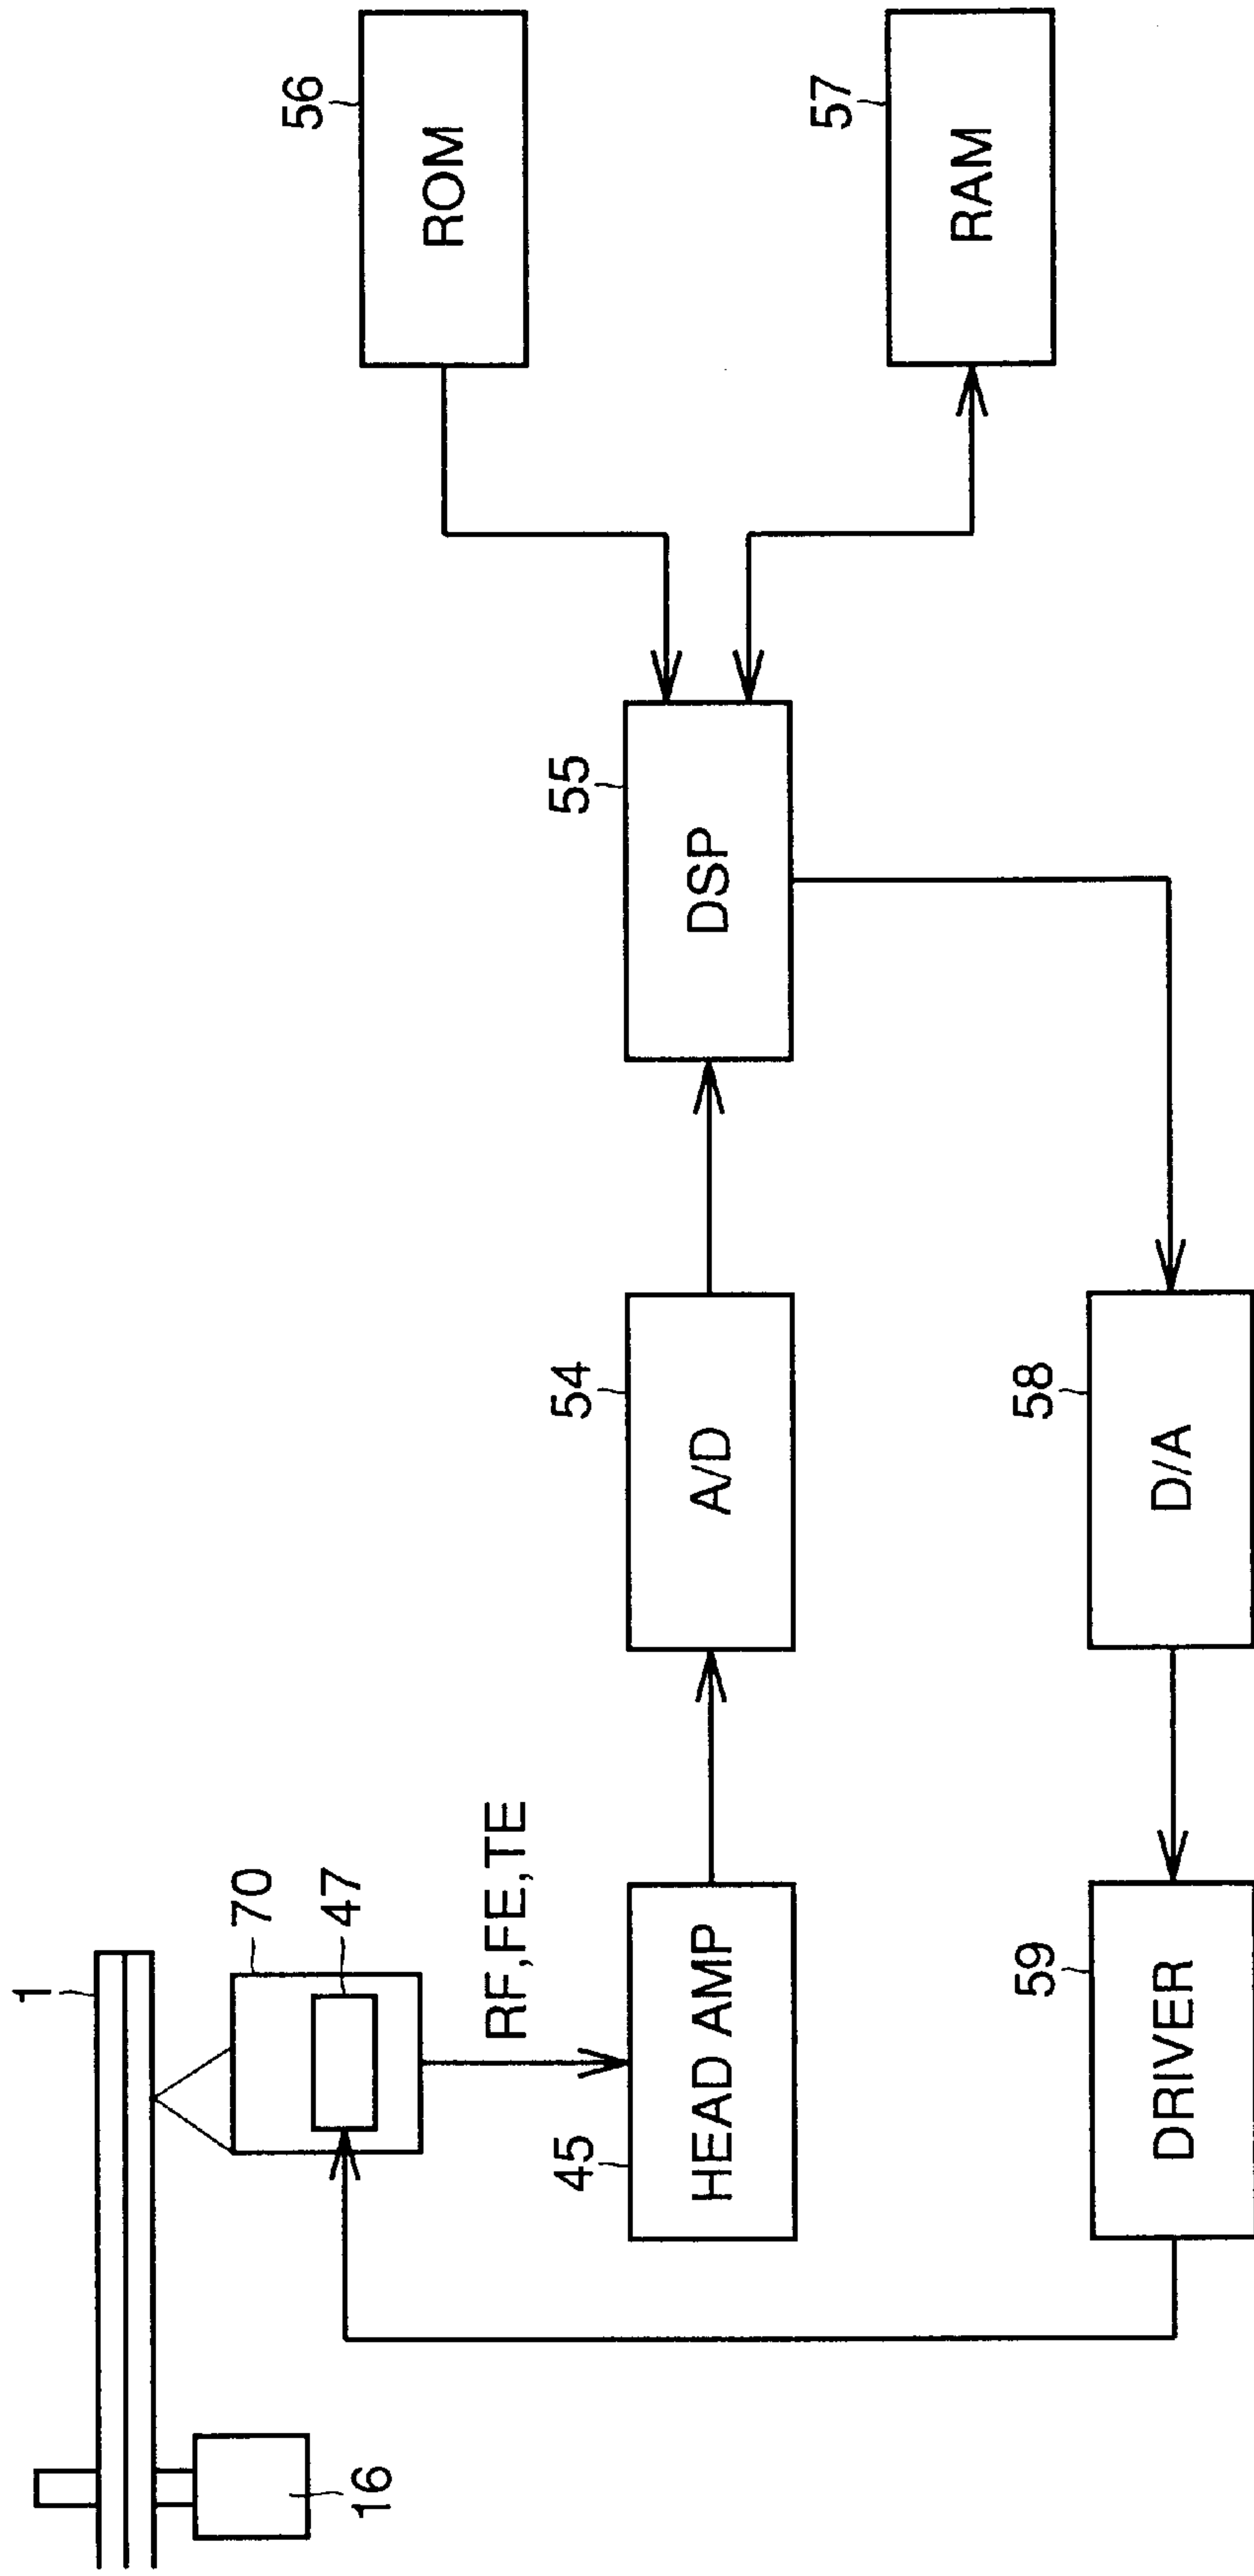 1
70
47
16
RF,FE,TE
45
HEAD AMP
54
A/D
55
DSP
56
ROM
57
RAM
58
D/A
59
DRIVER